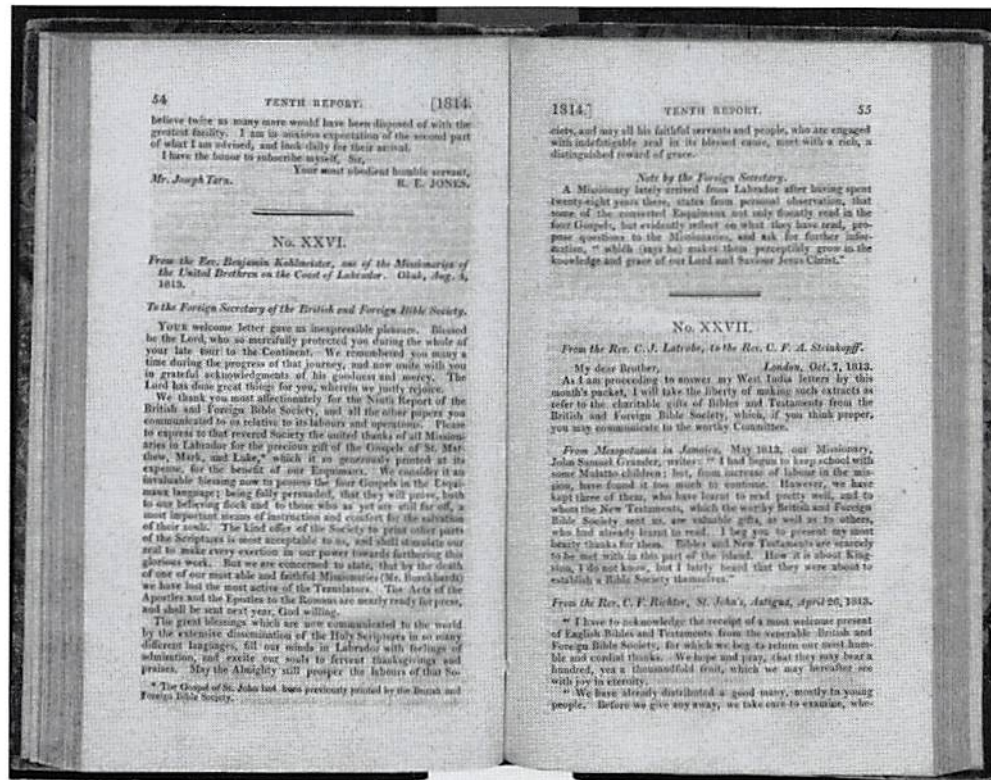 54 TENTH REPORT. [1814.
believe twice as many more would have been disposed of with the
greatest facility. I am in anxious expectation of the second part
of what I am advised, and look daily for their arrival.
I have the honor to subscribe myself, Sir,
Your most obedient humble servant,
Mr. Joseph Tarn. R. E. JONES.
No. XXVI.
From the Rev. Benjamin Kohlmeister, one of the Missionaries of
the United Brethren on the Coast of Labrador. Okak, Aug. 4,
1813.
To the Foreign Secretary of the British and Foreign Bible Society.
YOUR welcome letter gave us inexpressible pleasure. Blessed
be the Lord, who so mercifully protected you during the whole of
your late tour to the Continent. We remembered you many a
time during the progress of that journey, and now unite with you
in grateful acknowledgments of his goodness and mercy. The
Lord has done great things for you, wherein we justly rejoice.
We thank you most affectionately for the Ninth Report of the
British and Foreign Bible Society, and all the other papers you
communicated to us relative to its labours and operations. Please
to express to that revered Society the united thanks of all Mission-
aries in Labrador for the precious gift of the Gospels of St. Mat-
thew, Mark, and Luke,* which it so generously printed at its
expense, for the benefit of our Esquimaux. We consider it an
invaluable blessing now to possess the four Gospels in the Esqui-
maux language; being fully persuaded, that they will prove, both
to our believing flock and to those who as yet are still far off, a
most important means of instruction and comfort for the salvation
of their souls. The kind offer of the Society to print other parts
of the Scriptures is most acceptable to us, and shall stimulate our
zeal to make every exertion in our power towards furthering this
glorious work. But we are concerned to state, that by the death
of one of our most able and faithful Missionaries (Mr. Burckhardt)
we have lost the most active of the Translators. The Acts of the
Apostles and the Epistles to the Romans are nearly ready for press,
and shall be sent next year, God willing.
The great blessings which are now communicated to the world
by the extensive dissemination of the Holy Scriptures in so many
different languages, fill our minds in Labrador with feelings of
admiration, and excite our souls to fervent thanksgivings and
praises. May the Almighty still prosper the labours of that So-
* The Gospel of St. John had been previously printed by the British and
Foreign Bible Society.
1814.] TENTH REPORT. 55
ciety, and may all his faithful servants and people, who are engaged
with indefatigable zeal in its blessed cause, meet with a rich, a
distinguished reward of grace.
Note by the Foreign Secretary.
A Missionary lately arrived from Labrador after having spent
twenty-eight years there, states from personal observation, that
some of the converted Esquimaux not only fluently read in the
four Gospels, but evidently reflect on what they have read, pro-
pose questions to the Missionaries, and ask for further infor-
mation, "which (says he) makes them perceptibly grow in the
knowledge and grace of our Lord and Saviour Jesus Christ."
No. XXVII.
From the Rev. C. J. Latrobe, to the Rev. C. F. A. Steinkopff.
My dear Brother, London, Oct. 7, 1813.
As I am proceeding to answer my West India letters by this
month's packet, I will take the liberty of making such extracts as
refer to the charitable gifts of Bibles and Testaments from the
British and Foreign Bible Society, which, if you think proper,
you may communicate to the worthy Committee.
From Mesopotamia in Jamaica, May 1813, our Missionary,
John Samuel Grander, writes: "I had begun to keep school with
some Mulatto children; but, from increase of labour in the mis-
sion, have found it too much to continue. However, we have
kept three of them, who have learnt to read pretty well, and to
whom the New Testaments, which the worthy British and Foreign
Bible Society sent us, are valuable gifts, as well as to others,
who had already learnt to read. I beg you to present my most
hearty thanks for them. Bibles and New Testaments are scarcely
to be met with in this part of the island. How it is about King-
ston, I do not know, but I lately heard that they were about to
establish a Bible Society themselves."
From the Rev. C. F. Richter, St. John's, Antigua, April 26, 1813.
"I have to acknowledge the receipt of a most welcome present
of English Bibles and Testaments from the venerable British and
Foreign Bible Society, for which we beg to return our most hum-
ble and cordial thanks. We hope and pray, that they may bear a
hundred, yea a thousandfold fruit, which we may hereafter see
with joy in eternity.
"We have already distributed a good many, mostly to young
people. Before we give any away, we take care to examine, whe-